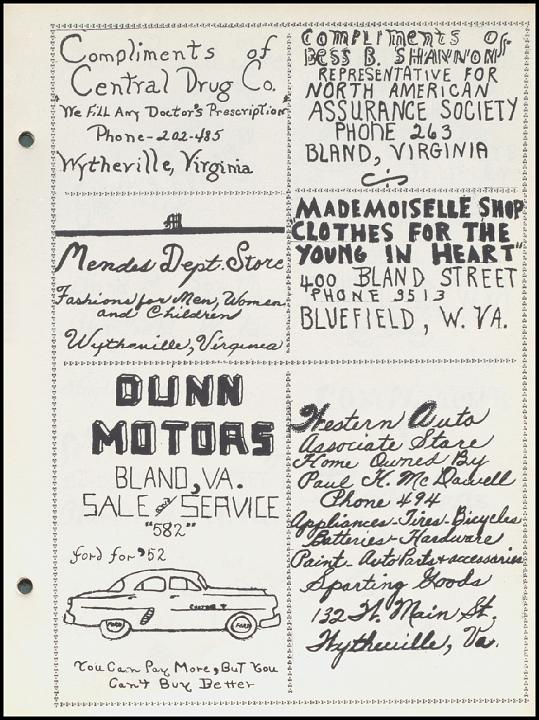 Compliments of
Central Drug Co.
"We Fill Any Doctor's Prescription"
Phone-202-485
Wytheville, Virginia
COMPLIMENTS OF
BESS B. SHANNON
REPRESENTATIVE FOR
NORTH AMERICAN
ASSURANCE SOCIETY
PHONE 263
BLAND, VIRGINIA
M
Mendes Dept. Store
Fashions for Men, Women
and Children
Wytheville, Virginia
"MADEMOISELLE SHOP
"CLOTHES FOR THE
YOUNG IN HEART"
400 BLAND STREET
"PHONE 9513
BLUEFIELD, W. VA.
DUNN
MOTORS
BLAND, VA.
SALE and SERVICE
"582"
ford for '52
FORD
FORD
You Can Pay More, But You
Can't Buy Better
Western Auto
Associate Store
Home Owned By
Paul H. McDowell
Phone 494
Appliances-Tires-Bicycles
Batteries-Hardware
Paint-Auto Parts & accessories
Sporting Goods
132 W. Main St.
Wytheville, Va.